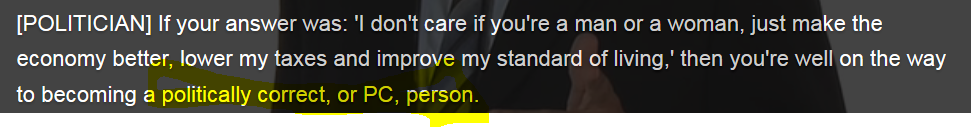 [POLITICIAN] If your answer was: 'I don't care if you're a man or a woman, just make the
economy better, lower my taxes and improve my standard of living,' then you're well on the way
to becoming a politically correct, or PC, person.